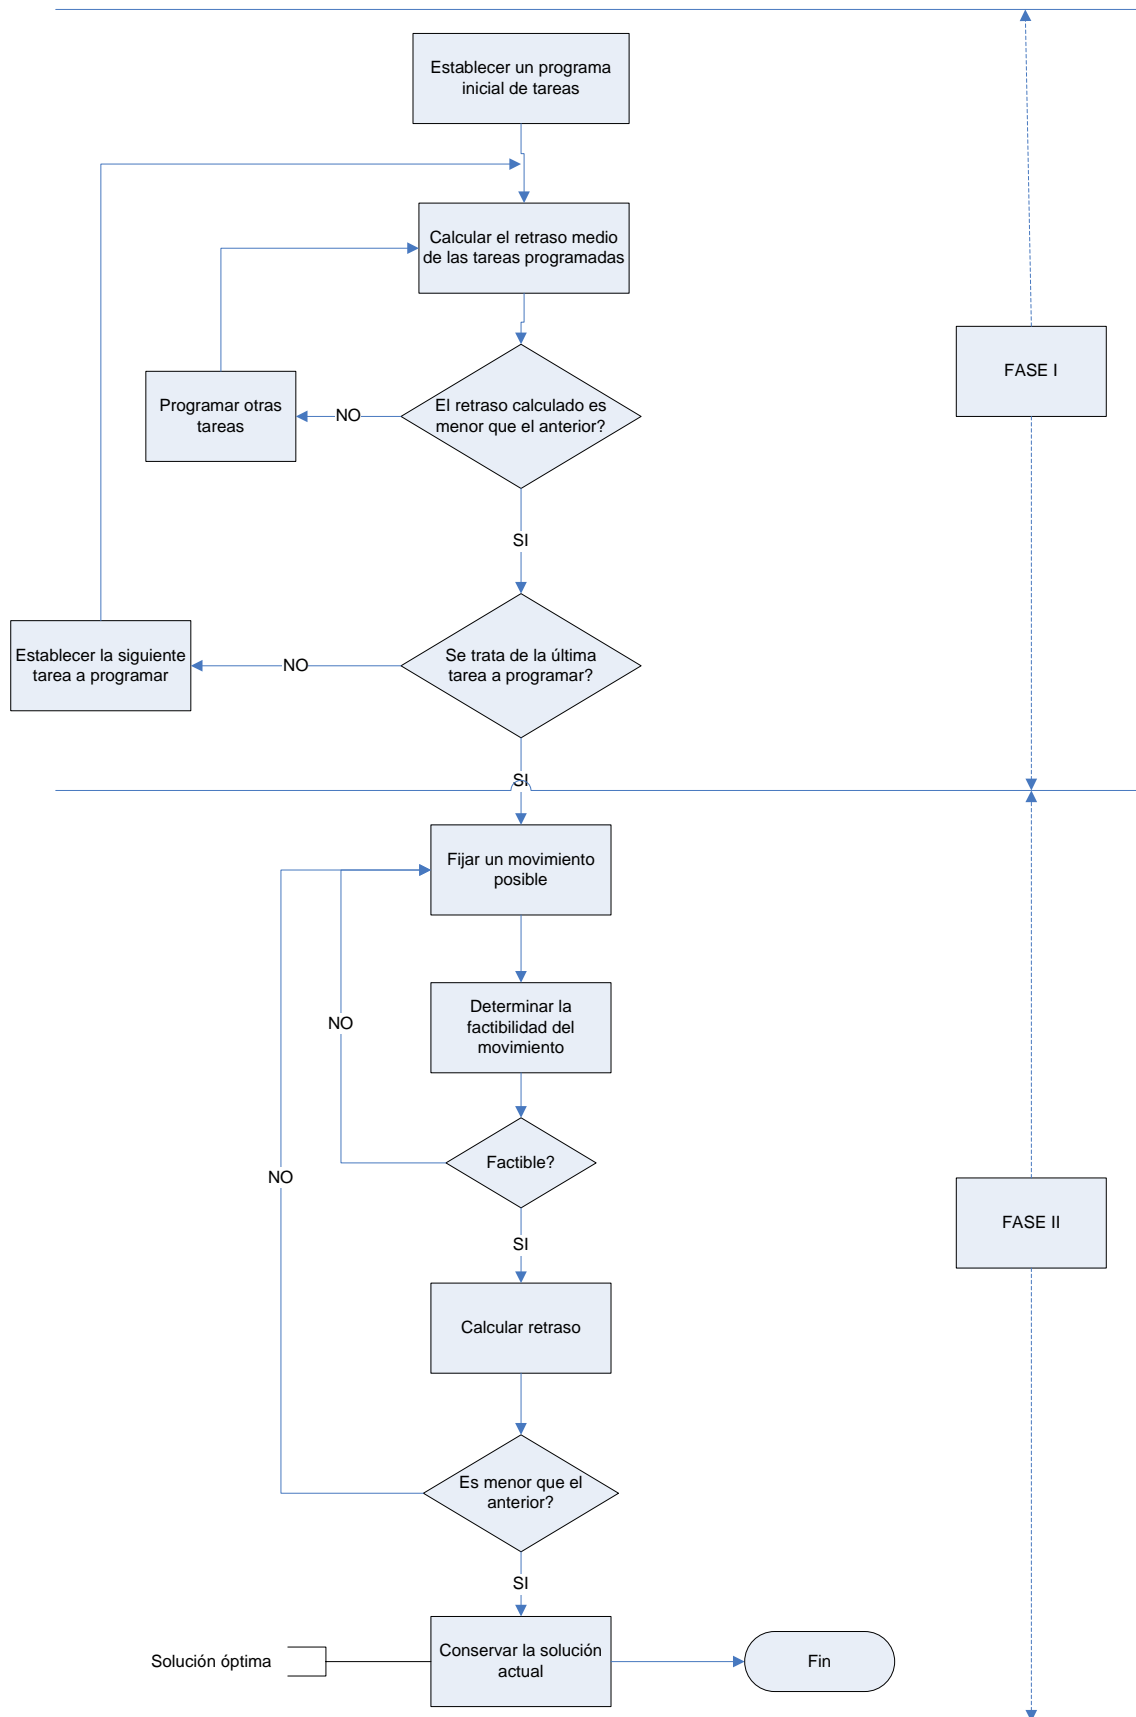 Establecer un programa
inicial de tareas
Calcular el retraso medio
de las tareas programadas
El retraso calculado es
menor que el anterior?
NO
Programar otras
tareas
FASE I
SI
Se trata de la última
tarea a programar?
NO
Establecer la siguiente
tarea a programar
SI
Fijar un movimiento
posible
Determinar la
factibilidad del
movimiento
NO
Factible?
NO
FASE II
SI
Calcular retraso
Es menor que el
anterior?
SI
Conservar la solución
actual
Solución óptima
Fin